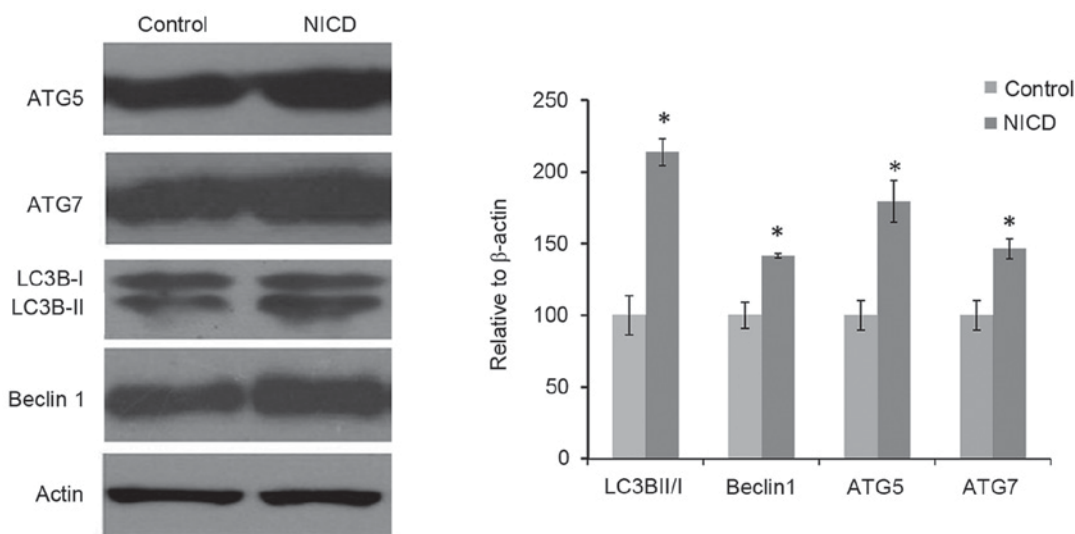 Control NICD
ATG5
ATG7
LC3B-I
LC3B-II
Beclin 1
Actin
Control
NICD
Relative to β-actin
250
200
150
100
50
0
* * * *
LC3BII/I Beclin1 ATG5 ATG7